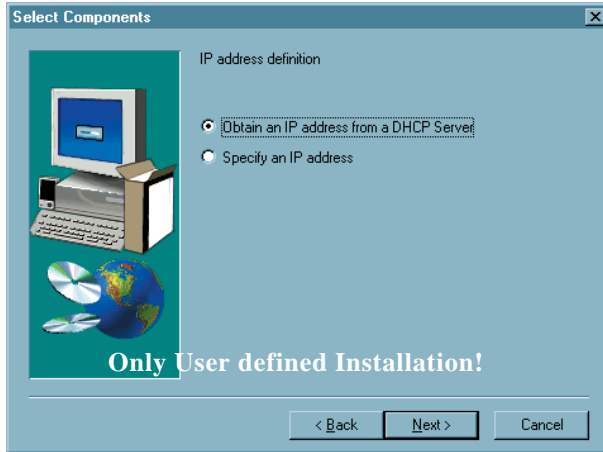 Select Components
IP address definition
Obtain an IP address from a DHCP Server
Specify an IP address
Only User defined Installation!
< Back
Next >
Cancel